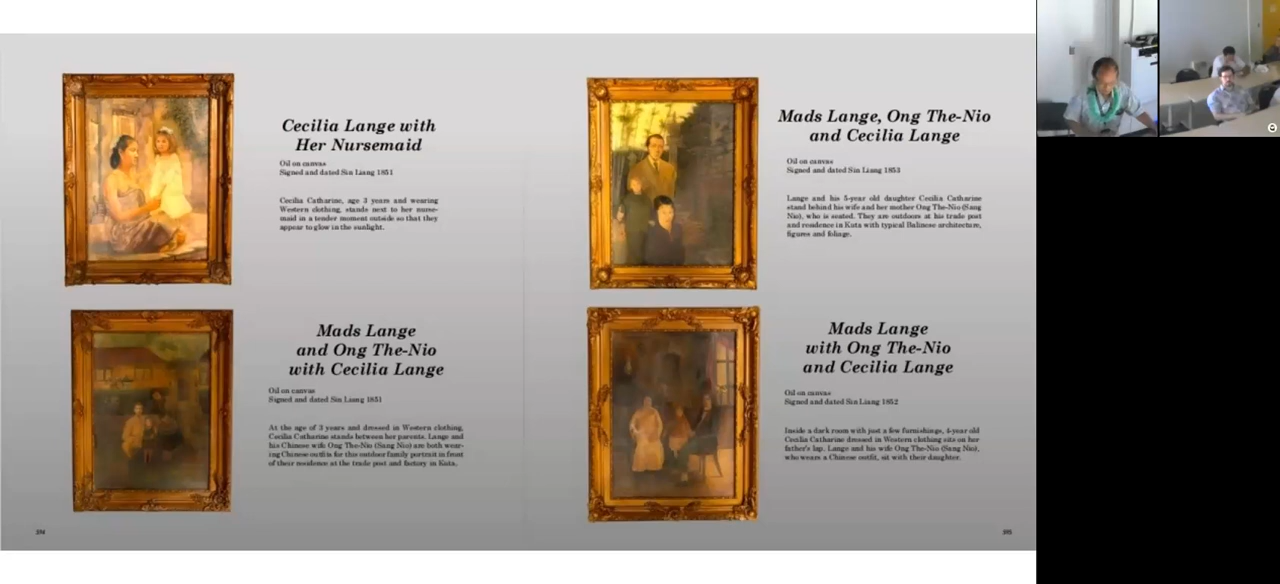 Cecilia Lange with
Her Nursemaid
Oil on canvas
Signed and dated Sin Liang 1851
Cecilia Catharine, age 3 years and wearing
Western clothing, stands next to her nurse-
maid in a tender moment outside so that they
appear to glow in the sunlight.
Mads Lange
and Ong The-Nio
with Cecilia Lange
Oil on canvas
Signed and dated Sin Liang 1851
At the age of 3 years and dressed in Western clothing,
Cecilia Catharine stands between her parents. Lange and
his Chinese wife Ong The-Nio (Sang Nio) are both wear-
ing Chinese outfits for this outdoor family portrait in front
of their residence at the trade post and factory in Kuta.
Mads Lange, Ong The-Nio
and Cecilia Lange
Oil on canvas
Signed and dated Sin Liang 1853
Lange and his 5-year old daughter Cecilia Catharine
stand behind his wife and her mother Ong The-Nio (Sang
Nio), who is seated. They are outdoors at his trade post
and residence in Kuta with typical Balinese architecture,
figures and foliage.
Mads Lange
with Ong The-Nio
and Cecilia Lange
Oil on canvas
Signed and dated Sin Liang 1852
Inside a dark room with just a few furnishings, 4-year old
Cecilia Catharine dressed in Western clothing sits on her
father's lap. Lange and his wife Ong The-Nio (Sang Nio),
who wears a Chinese outfit, sit with their daughter.